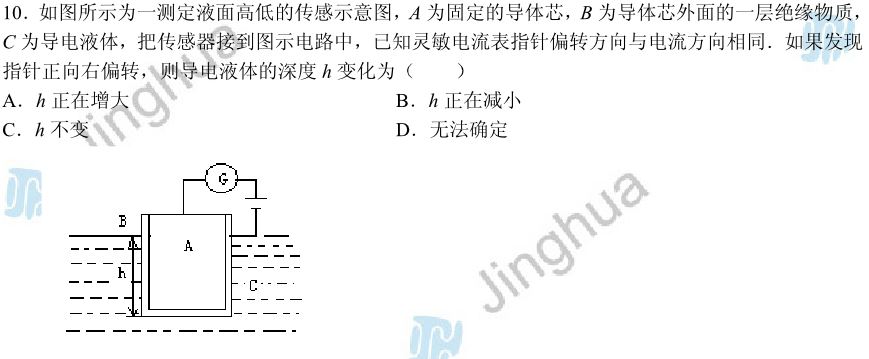 10．如图所示为一测定液面高低的传感示意图，A 为固定的导体芯，B 为导体芯外面的一层绝缘物质，
C 为导电液体，把传感器接到图示电路中，已知灵敏电流表指针偏转方向与电流方向相同．如果发现
指针正向右偏转，则导电液体的深度 h 变化为（　　）
A．h 正在增大　　B．h 正在减小
C．h 不变　　D．无法确定
G
B
A
h
C
Jinghua
Jinghua